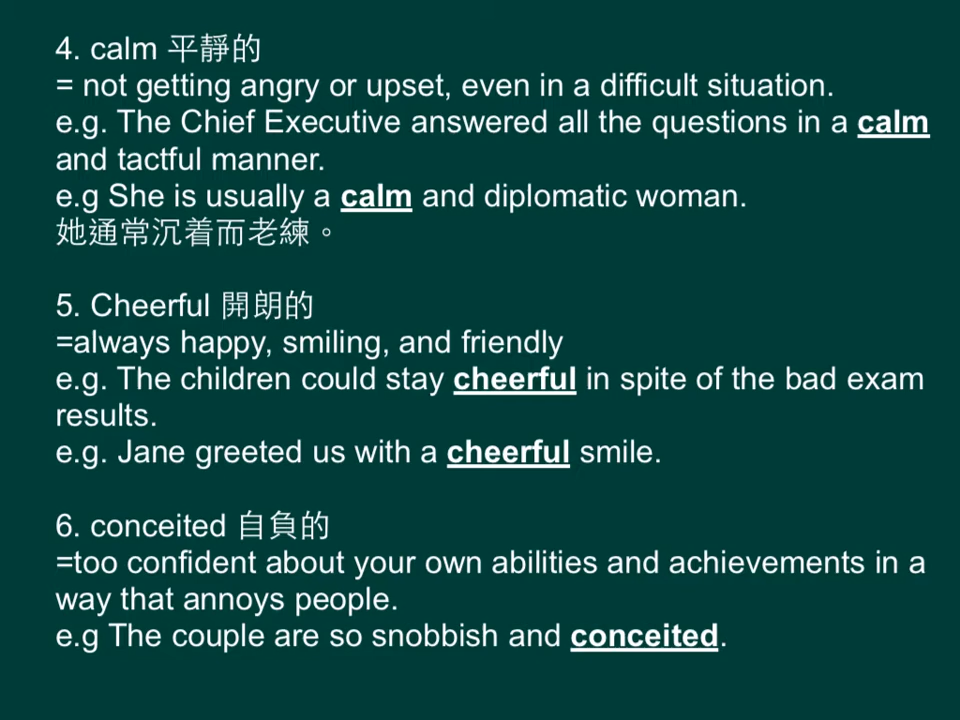 4. calm 平靜的
= not getting angry or upset, even in a difficult situation.
e.g. The Chief Executive answered all the questions in a calm
and tactful manner.
e.g She is usually a calm and diplomatic woman.
她通常沉着而老練。
5. Cheerful 開朗的
=always happy, smiling, and friendly
e.g. The children could stay cheerful in spite of the bad exam
results.
e.g. Jane greeted us with a cheerful smile.
6. conceited 自負的
=too confident about your own abilities and achievements in a
way that annoys people.
e.g The couple are so snobbish and conceited.